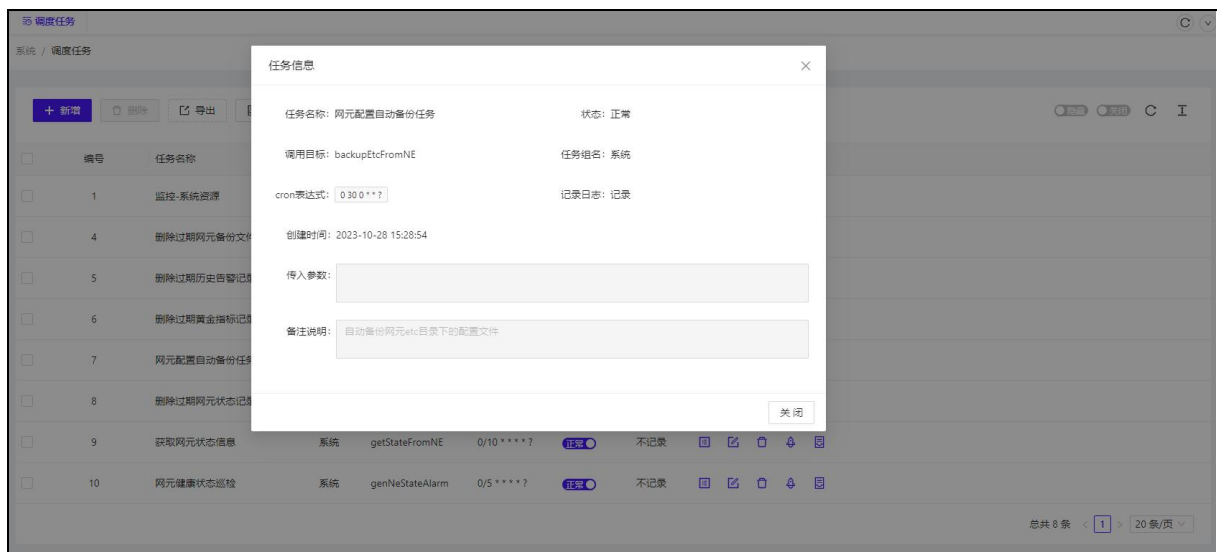 调度任务
系统 / 调度任务
任务信息
+ 新增
删除
导出
任务名称: 网元配置自动备份任务
状态: 正常
调用目标: backupEtcFromNE
任务组名: 系统
cron表达式: 0 30 0 * * ?
记录日志: 记录
创建时间: 2023-10-28 15:28:54
传入参数:
备注说明: 自动备份网元etc目录下的配置文件
关 闭
编号 任务名称
1 监控-系统资源
4 删除过期网元备份文件
5 删除过期历史告警记录
6 删除过期黄金指标记录
7 网元配置自动备份任务
8 删除过期网元状态记录
9 获取网元状态信息 系统 getStateFromNE 0/10 * * * * ? 正常 不记录
10 网元健康状态巡检 系统 genNeStateAlarm 0/5 * * * * ? 正常 不记录
总共 8 条 < 1 > 20 条/页